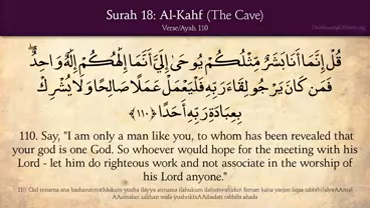 Surah 18: Al-Kahf (The Cave)
Verse/Ayah 110
قُلْ إِنَّمَا أَنَا بَشَرٌ مِّثْلُكُمْ يُوحَىٰ إِلَيَّ أَنَّمَا إِلَٰهُكُمْ إِلَٰهٌ وَاحِدٌ ۖ
فَمَن كَانَ يَرْجُو لِقَاءَ رَبِّهِ فَلْيَعْمَلْ عَمَلًا صَالِحًا وَلَا يُشْرِكْ
بِعِبَادَةِ رَبِّهِ أَحَدًا ﴿١١٠﴾
110. Say, "I am only a man like you, to whom has been revealed that
your god is one God. So whoever would hope for the meeting with his
Lord - let him do righteous work and not associate in the worship of
his Lord anyone."